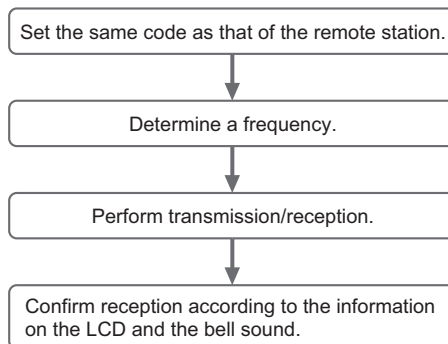 Set the same code as that of the remote station.
Determine a frequency.
Perform transmission/reception.
Confirm reception according to the information
on the LCD and the bell sound.